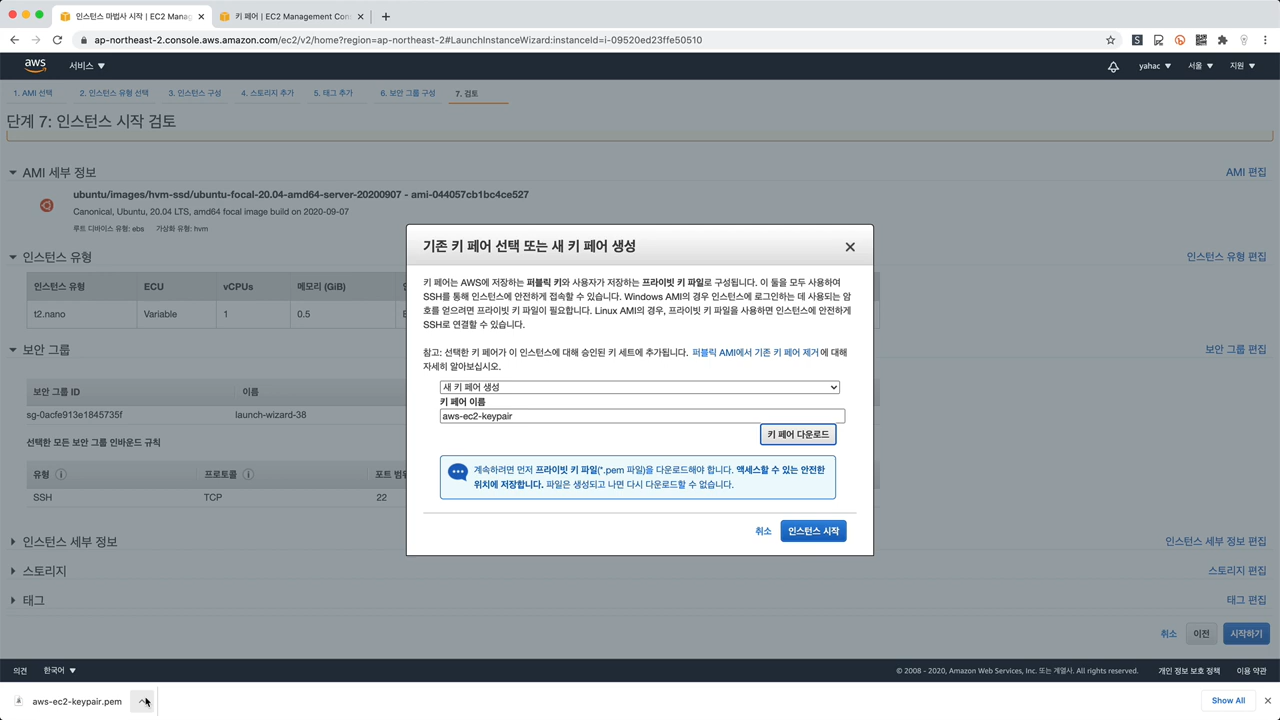 인스턴스 마법사 시작 | EC2 Manag
키 페어 | EC2 Management Con
ap-northeast-2.console.aws.amazon.com/ec2/v2/home?region=ap-northeast-2#LaunchInstanceWizard:instanceId=i-09520ed23ffe50510
aws 서비스 yahac 서울 지원
1. AMI 선택 2. 인스턴스 유형 선택 3. 인스턴스 구성 4. 스토리지 추가 5. 태그 추가 6. 보안 그룹 구성 7. 검토
단계 7: 인스턴스 시작 검토
AMI 세부 정보 AMI 편집
ubuntu/images/hvm-ssd/ubuntu-focal-20.04-amd64-server-20200907 - ami-044057cb1bc4ce527
Canonical, Ubuntu, 20.04 LTS, amd64 focal image build on 2020-09-07
루트 디바이스 유형: ebs 가상화 유형: hvm
인스턴스 유형 인스턴스 유형 편집
인스턴스 유형 ECU vCPUs 메모리 (GiB)
t2.nano Variable 1 0.5
보안 그룹 보안 그룹 편집
보안 그룹 ID 이름
sg-0acfe913e1845735f launch-wizard-38
선택한 모든 보안 그룹 인바운드 규칙
유형 프로토콜 포트 범위
SSH TCP 22
인스턴스 세부 정보 인스턴스 세부 정보 편집
스토리지 스토리지 편집
태그 태그 편집
취소 이전 시작하기
기존 키 페어 선택 또는 새 키 페어 생성
키 페어는 AWS에 저장하는 퍼블릭 키와 사용자가 저장하는 프라이빗 키 파일로 구성됩니다. 이 둘을 모두 사용하여
SSH를 통해 인스턴스에 안전하게 접속할 수 있습니다. Windows AMI의 경우 인스턴스에 로그인하는 데 사용되는 암
호를 얻으려면 프라이빗 키 파일이 필요합니다. Linux AMI의 경우, 프라이빗 키 파일을 사용하면 인스턴스에 안전하게
SSH로 연결할 수 있습니다.
참고: 선택한 키 페어가 이 인스턴스에 대해 승인된 키 세트에 추가됩니다. 퍼블릭 AMI에서 기존 키 페어 제거에 대해
자세히 알아보십시오.
새 키 페어 생성
키 페어 이름
aws-ec2-keypair
키 페어 다운로드
계속하려면 먼저 프라이빗 키 파일(*.pem 파일)을 다운로드해야 합니다. 액세스할 수 있는 안전한
위치에 저장합니다. 파일은 생성되고 나면 다시 다운로드할 수 없습니다.
취소 인스턴스 시작
의견 한국어 © 2008 - 2020, Amazon Web Services, Inc. 또는 계열사. All rights reserved. 개인 정보 보호 정책 이용 약관
aws-ec2-keypair.pem Show All